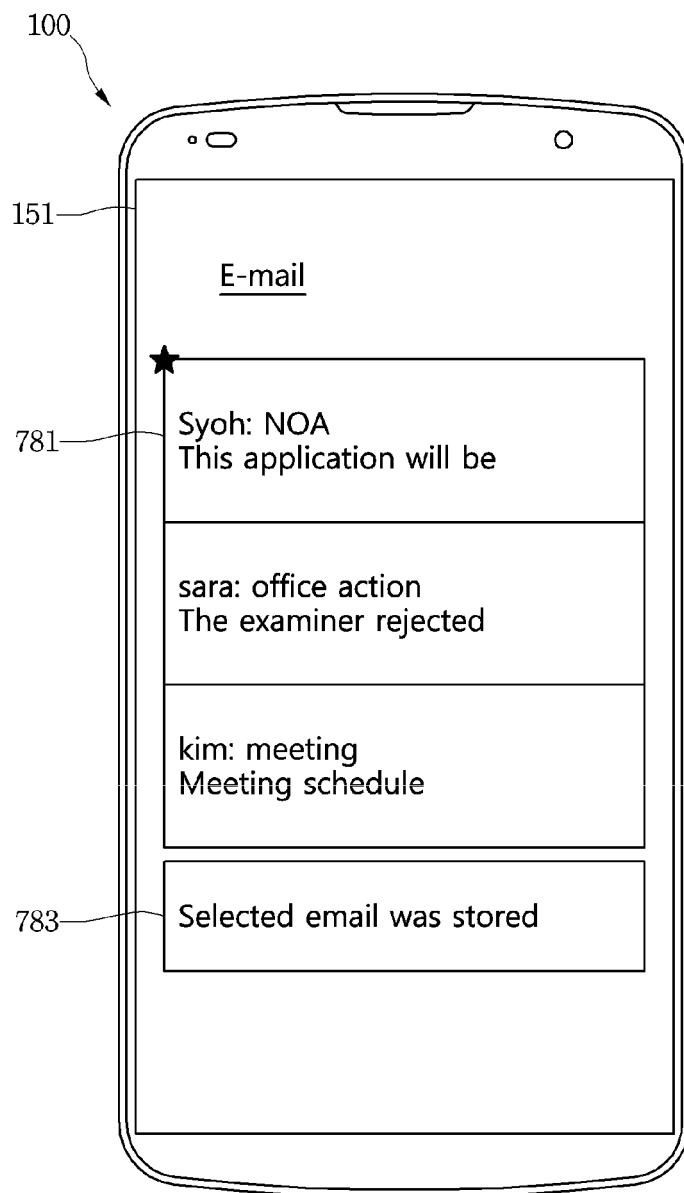 100
151
E-mail
781
Syoh: NOA
This application will be
sara: office action
The examiner rejected
kim: meeting
Meeting schedule
783
Selected email was stored